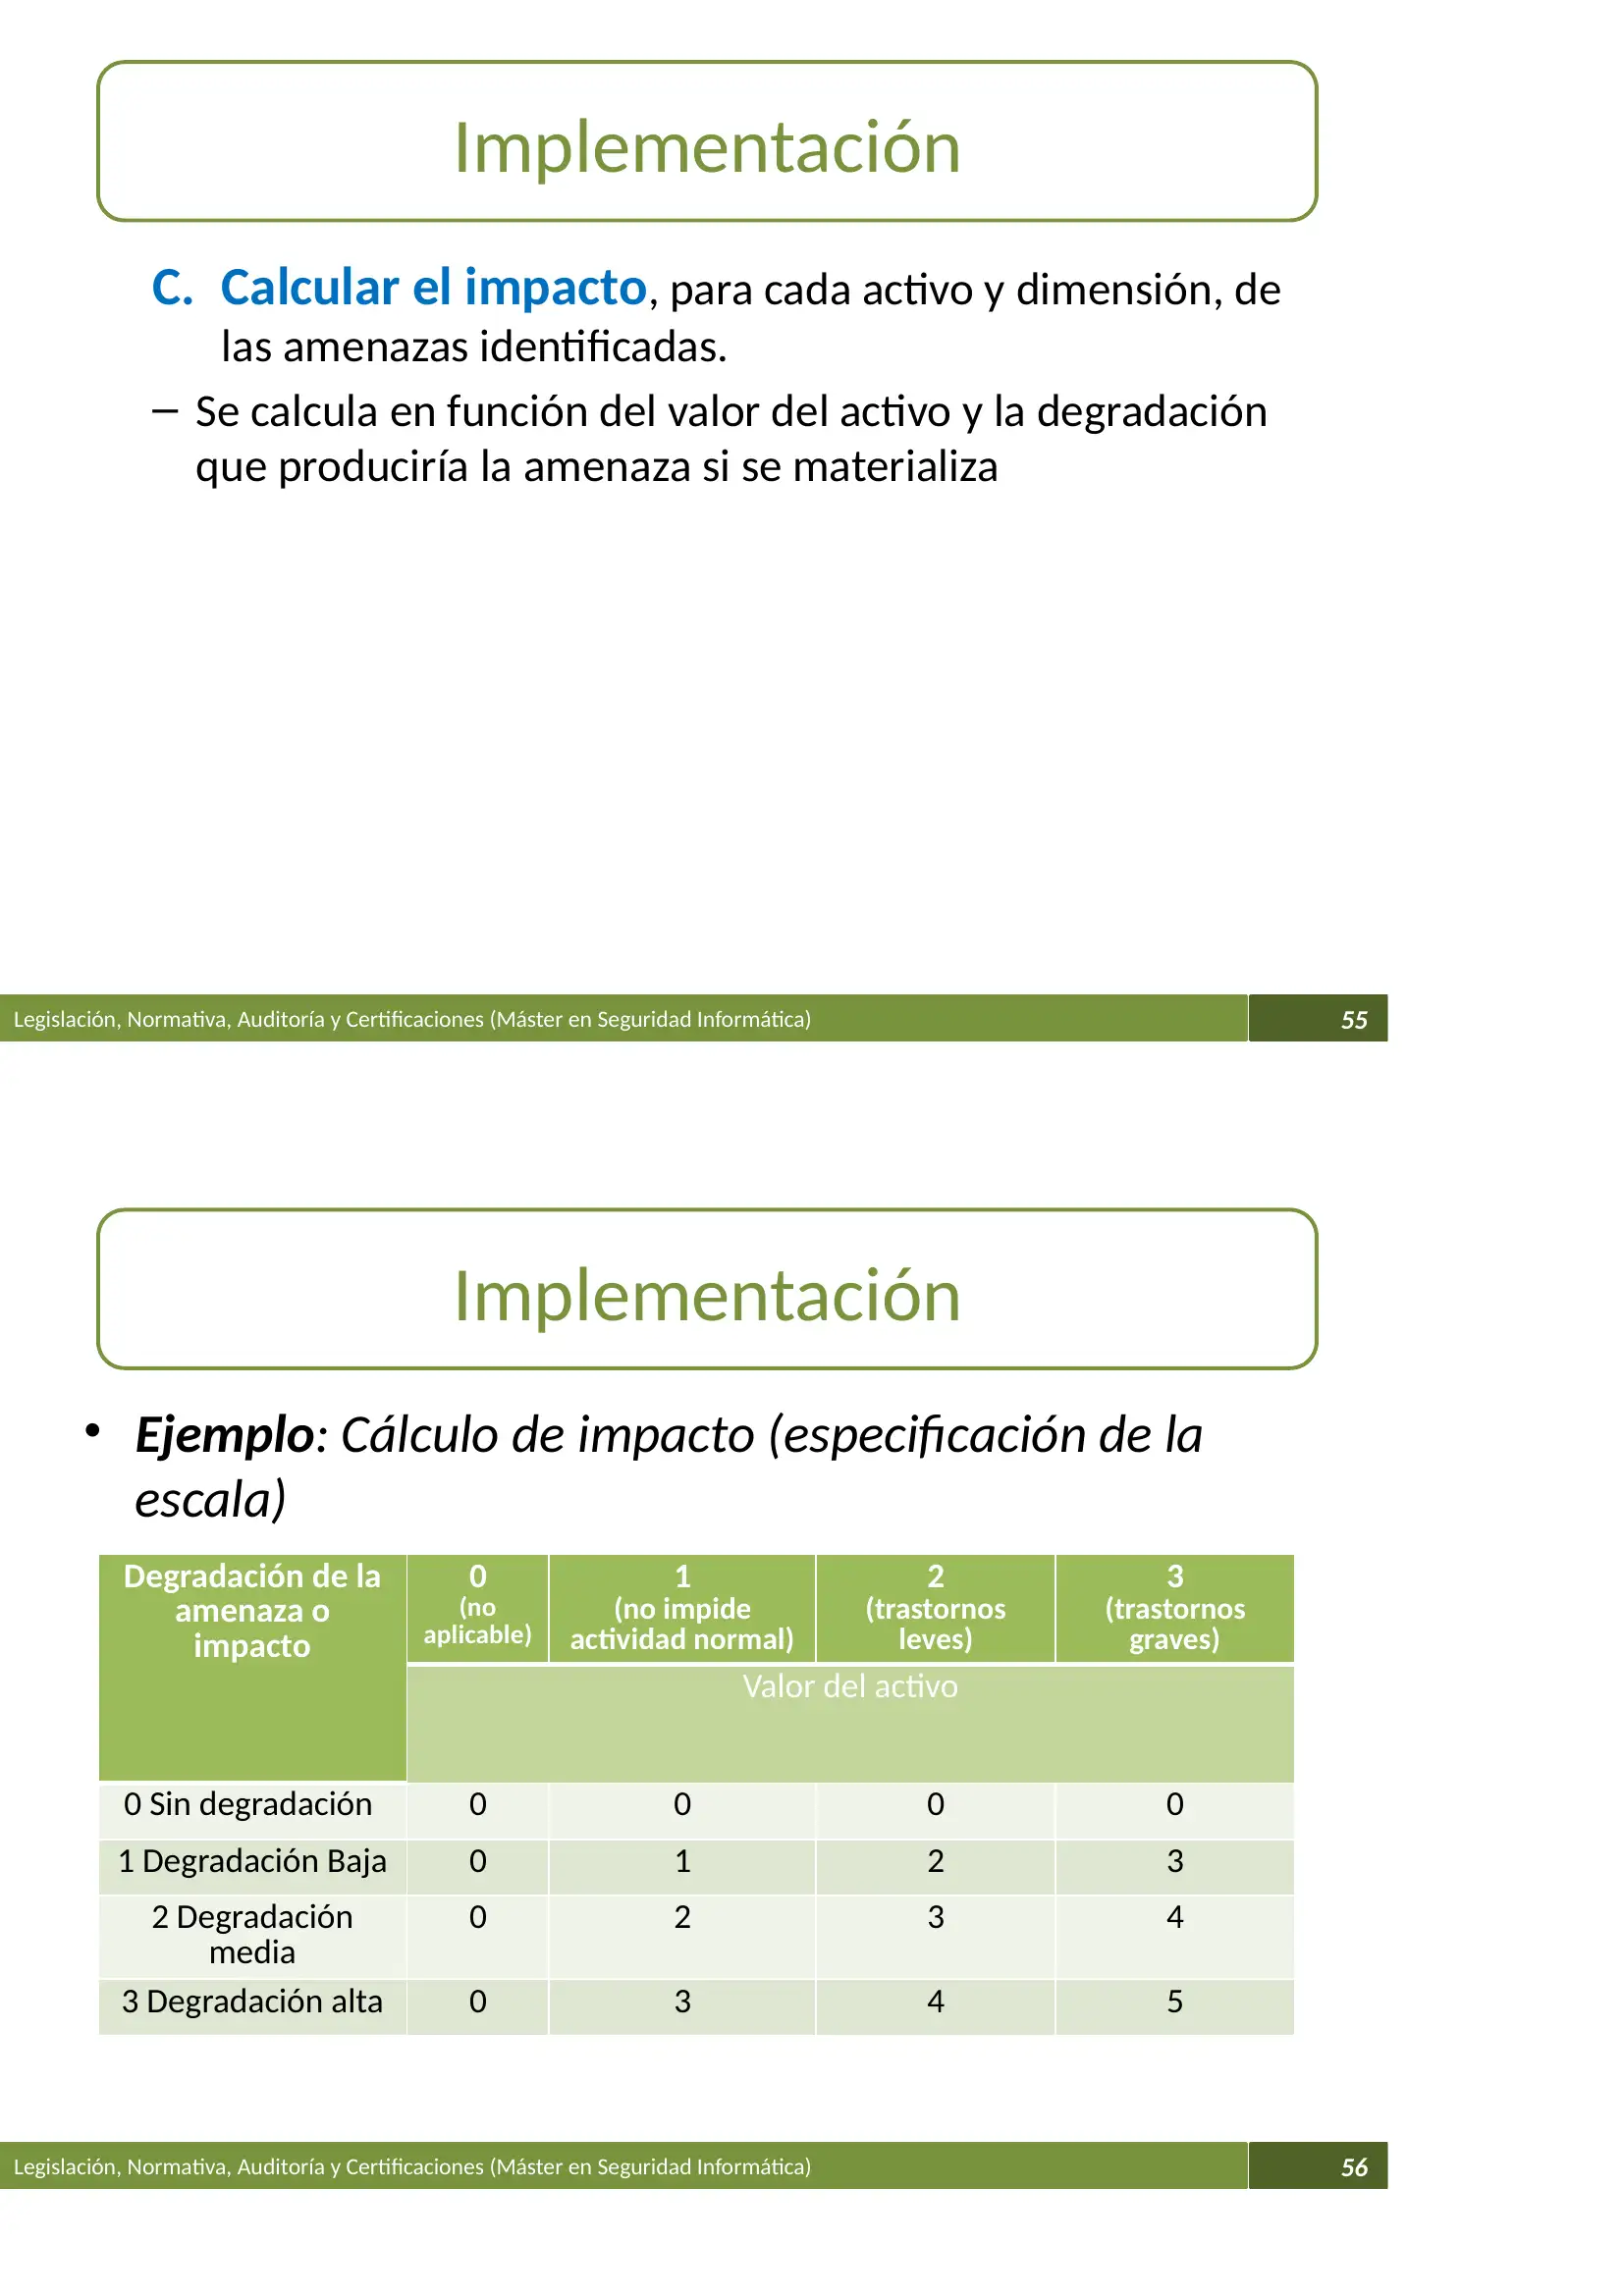 Implementación
C. Calcular el impacto, para cada activo y dimensión, de
las amenazas identificadas.
– Se calcula en función del valor del activo y la degradación
que produciría la amenaza si se materializa
Legislación, Normativa, Auditoría y Certificaciones (Máster en Seguridad Informática) 55
Implementación
• Ejemplo: Cálculo de impacto (especificación de la
escala)
Degradación de la
amenaza o
impacto
0
(no
aplicable)
1
(no impide
actividad normal)
2
(trastornos
leves)
3
(trastornos
graves)
Valor del activo
0 Sin degradación 0 0 0 0
1 Degradación Baja 0 1 2 3
2 Degradación
media
0 2 3 4
3 Degradación alta 0 3 4 5
Legislación, Normativa, Auditoría y Certificaciones (Máster en Seguridad Informática) 56